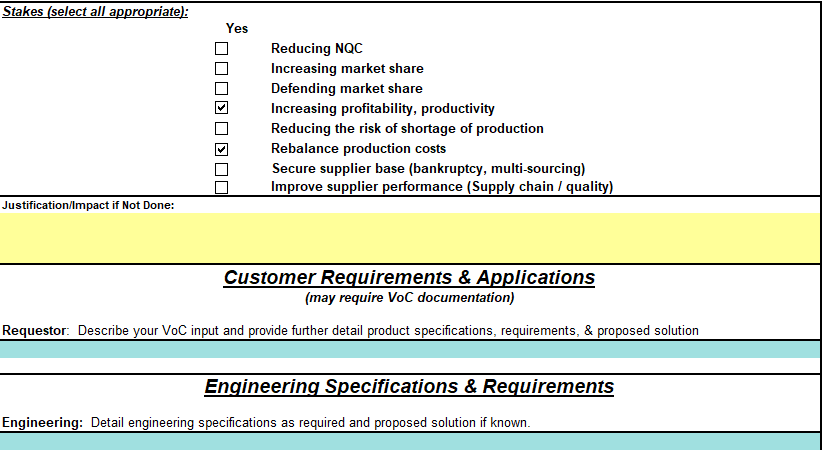 Stakes (select all appropriate):
Yes
Reducing NQC
Increasing market share
Defending market share
Increasing profitability, productivity
Reducing the risk of shortage of production
Rebalance production costs
Secure supplier base (bankruptcy, multi-sourcing)
Improve supplier performance (Supply chain / quality)
Justification/Impact if Not Done:
Customer Requirements & Applications
(may require VoC documentation)
Requestor:  Describe your VoC input and provide further detail product specifications, requirements, & proposed solution
Engineering Specifications & Requirements
Engineering:  Detail engineering specifications as required and proposed solution if known.